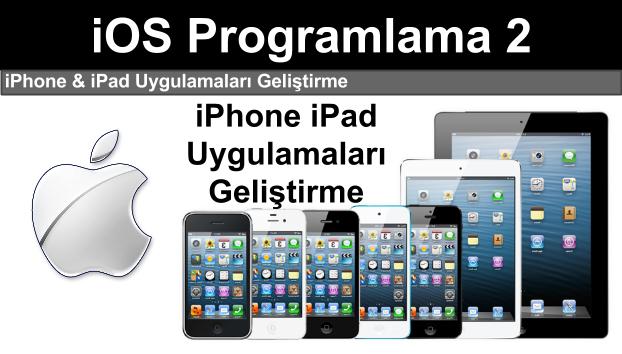 iOS Programlama 2
iPhone & iPad Uygulamaları Geliştirme
iPhone iPad
Uygulamaları
Geliştirme